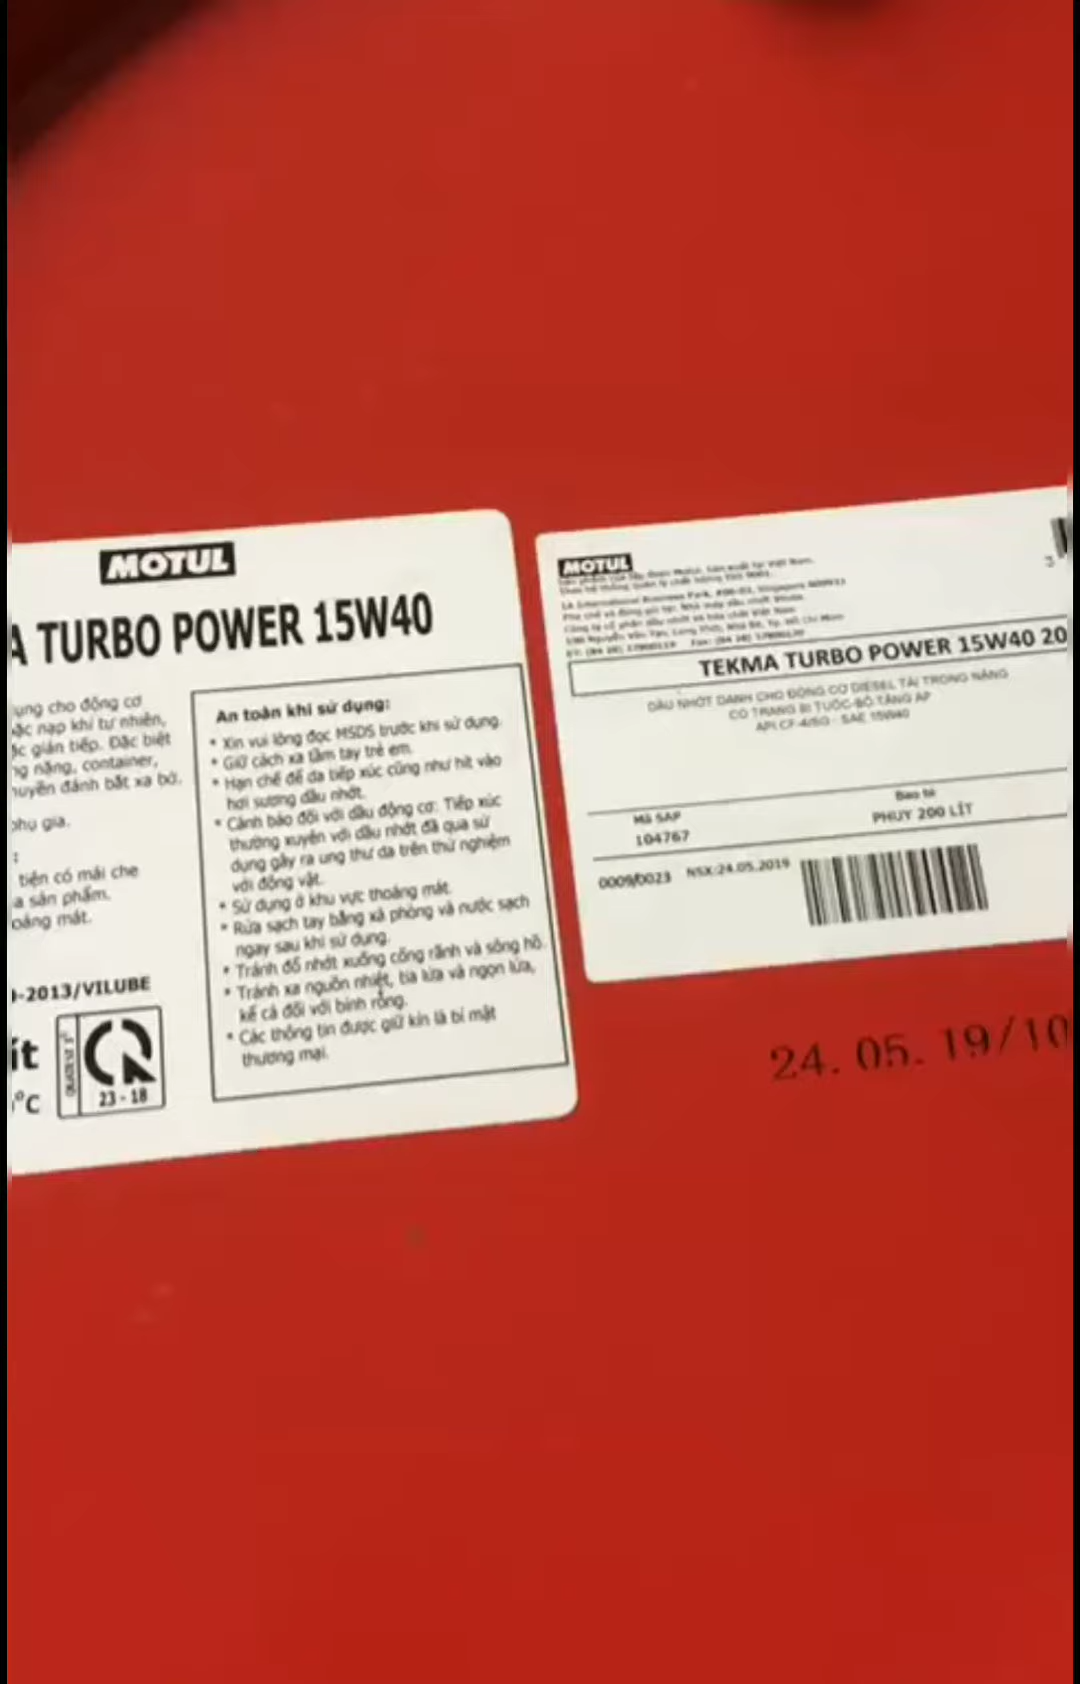 MOTUL
A TURBO POWER 15W40
ụng cho động cơ
ặc nạp khí tự nhiên,
ặc gián tiếp. Đặc biệt
ng nặng, container,
huyền đánh bắt xa bờ.
phụ gia.
:
tiện có mái che
a sản phẩm.
oáng mát.
-2013/VILUBE
ít
°C
23 - 18
An toàn khi sử dụng:
* Xin vui lòng đọc MSDS trước khi sử dụng.
* Giữ cách xa tầm tay trẻ em.
* Hạn chế để da tiếp xúc cũng như hít vào
hơi sương dầu nhớt.
* Cảnh báo đối với dầu động cơ: Tiếp xúc
thường xuyên với dầu nhớt đã qua sử
dụng gây ra ung thư da trên thử nghiệm
với động vật.
* Sử dụng ở khu vực thoáng mát.
* Rửa sạch tay bằng xà phòng và nước sạch
ngay sau khi sử dụng.
* Tránh đổ nhớt xuống cống rãnh và sông hồ.
* Tránh xa nguồn nhiệt, tia lửa và ngọn lửa,
kể cả đối với bình rỗng.
* Các thông tin được giữ kín là bí mật
thương mại.
MOTUL
3
TEKMA TURBO POWER 15W40 20
DẦU NHỚT DÀNH CHO ĐỘNG CƠ DIESEL TẢI TRỌNG NẶNG
CÓ TRANG BỊ TUỐC-BÔ TĂNG ÁP
API CF-4/SG - SAE 15W40
Mã SAP
Bao bì
104767
PHUY 200 LÍT
0009/0023 NSX:24.05.2019
24. 05. 19/10